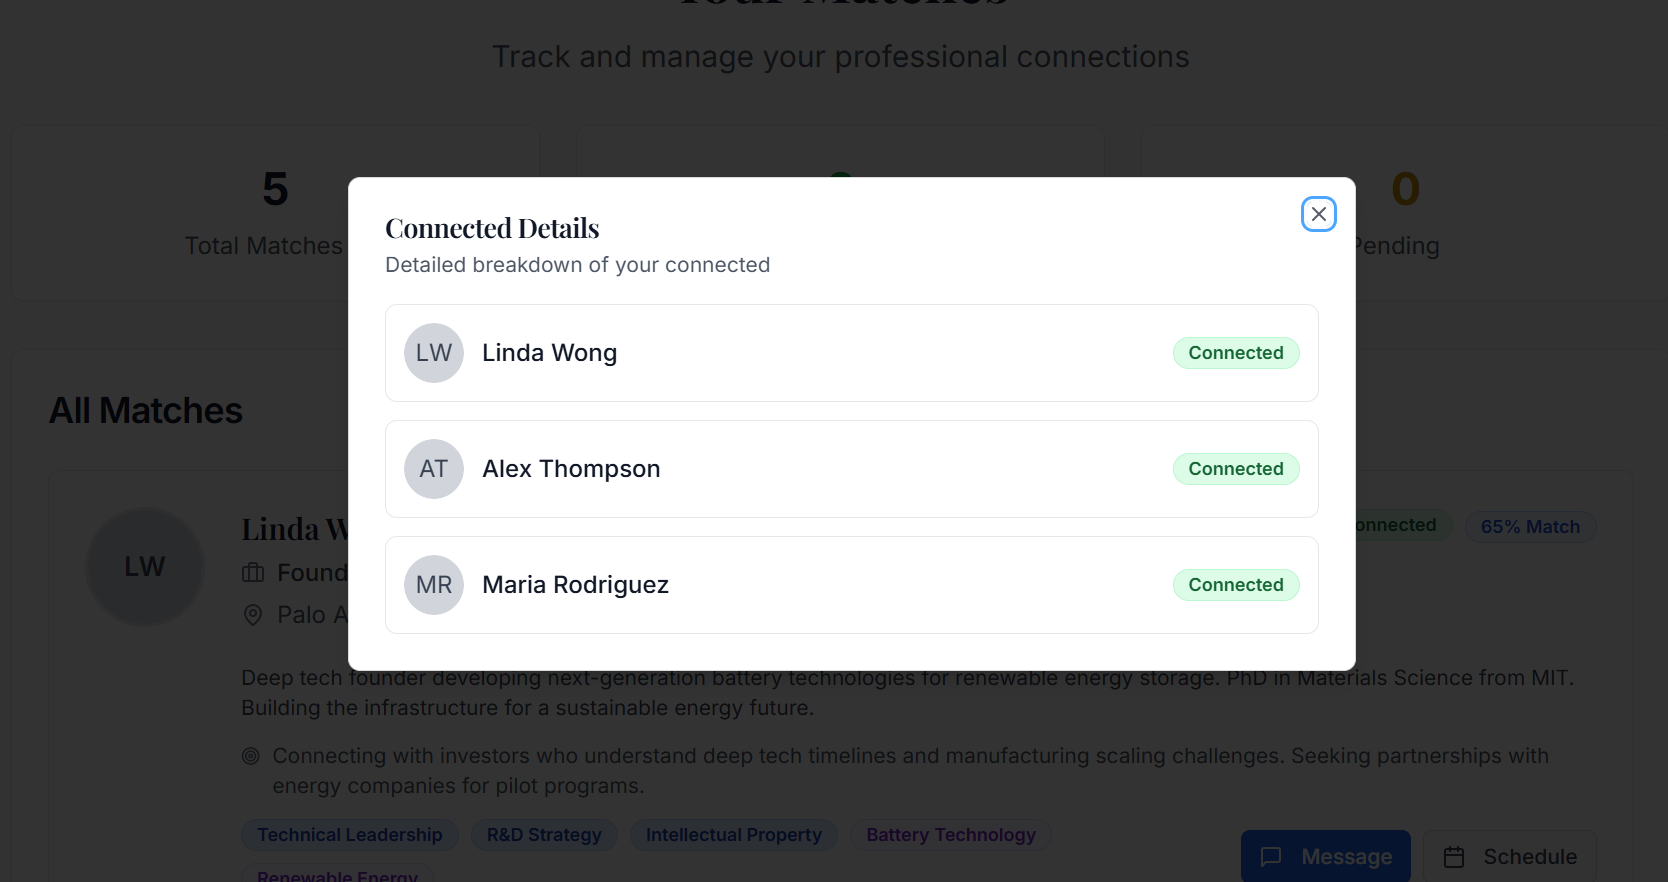 Your Matches
Track and manage your professional connections
5
0
Total Matches
Pending
Connected Details
Detailed breakdown of your connected
LW
Linda Wong
Connected
AT
Alex Thompson
Connected
MR
Maria Rodriguez
Connected
All Matches
LW
Linda W
onnected
65% Match
Found
Palo A
Deep tech founder developing next-generation battery technologies for renewable energy storage. PhD in Materials Science from MIT.
Building the infrastructure for a sustainable energy future.
Connecting with investors who understand deep tech timelines and manufacturing scaling challenges. Seeking partnerships with
energy companies for pilot programs.
Technical Leadership
R&D Strategy
Intellectual Property
Battery Technology
Message
Schedule
Renewable Energy